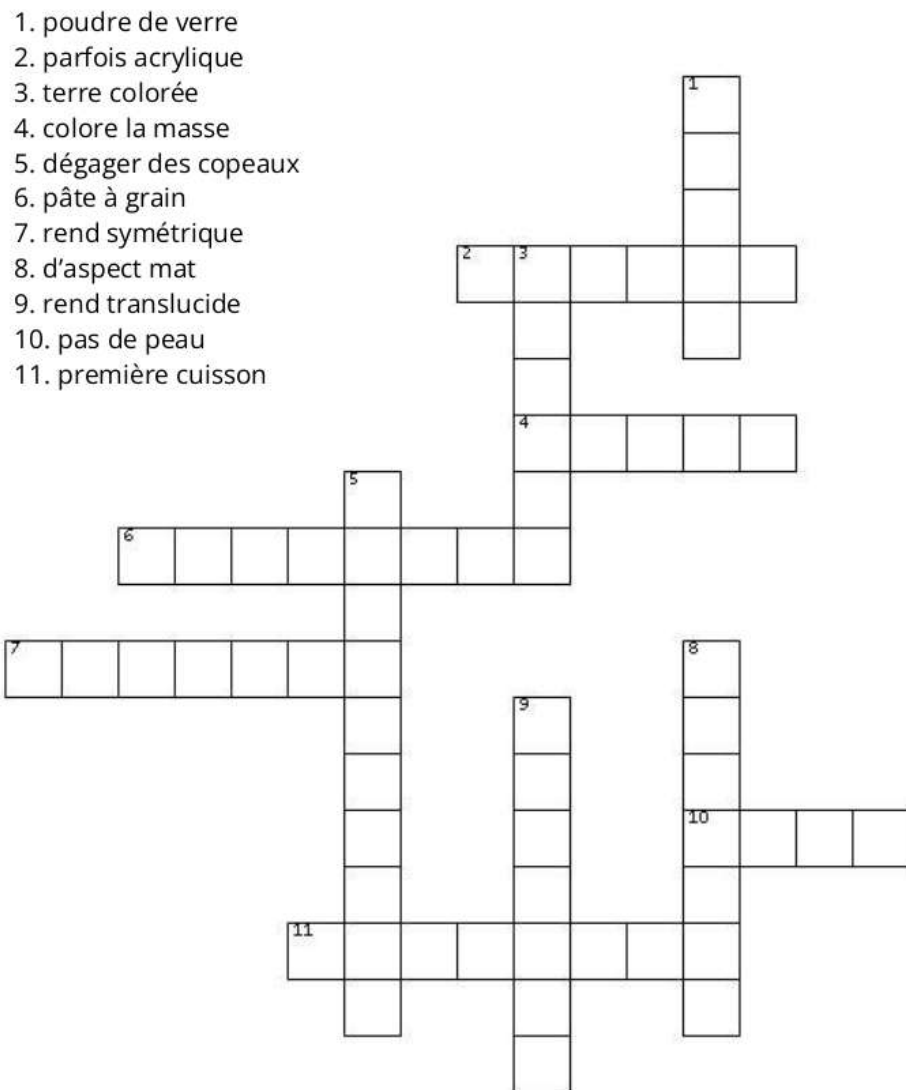 1. poudre de verre
2. parfois acrylique
3. terre colorée
4. colore la masse
5. dégager des copeaux
6. pâte à grain
7. rend symétrique
8. d'aspect mat
9. rend translucide
10. pas de peau
11. première cuisson
1
2 3
4
5
6
7 8
9
10
11